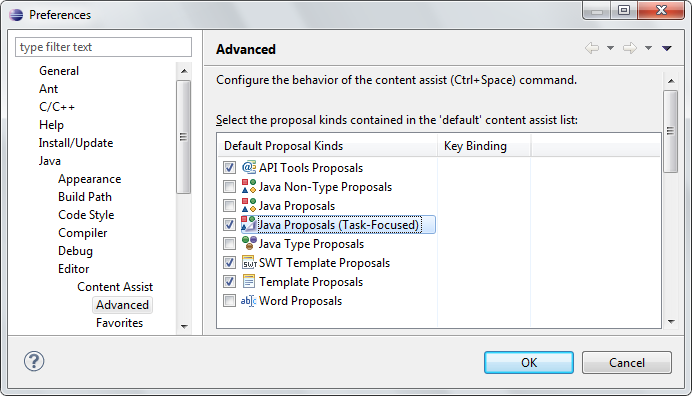 Preferences
type filter text
General
Ant
C/C++
Help
Install/Update
Java
Appearance
Build Path
Code Style
Compiler
Debug
Editor
Content Assist
Advanced
Favorites
Advanced
Configure the behavior of the content assist (Ctrl+Space) command.
Select the proposal kinds contained in the 'default' content assist list:
Default Proposal Kinds Key Binding
@ API Tools Proposals
Java Non-Type Proposals
Java Proposals
Java Proposals (Task-Focused)
Java Type Proposals
SWT SWT Template Proposals
Template Proposals
abc Word Proposals
? OK Cancel